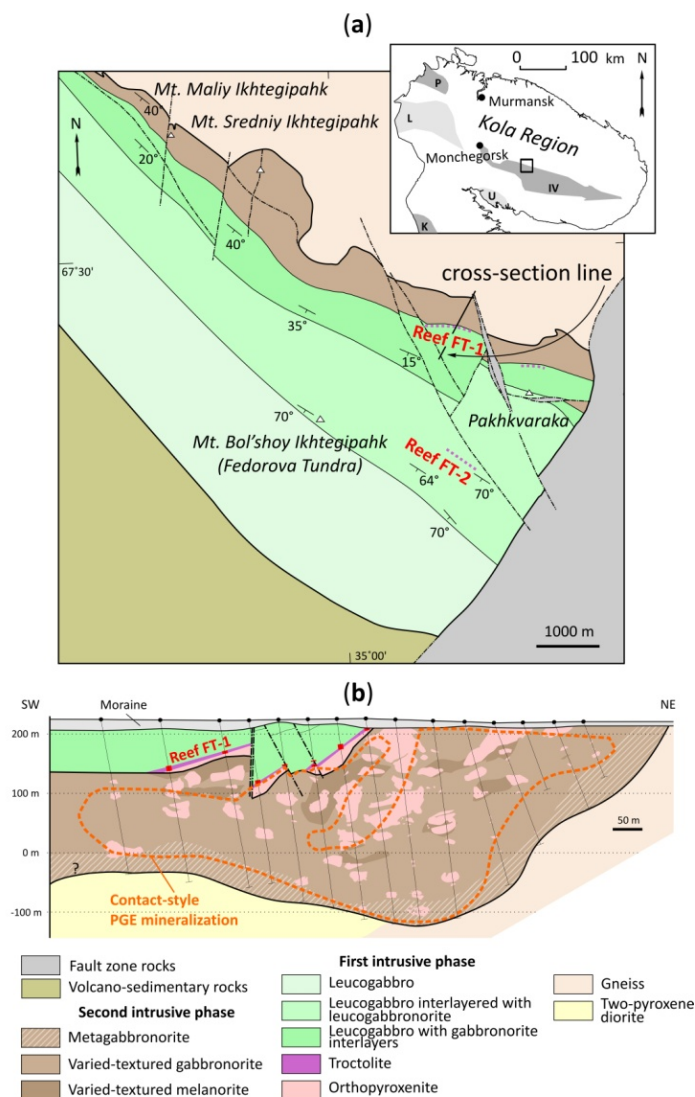 (a)
0 100
km
N
P
Murmansk
L
Kola Region
Monchegorsk
IV
U
K
Mt. Maliy Ikhtegipahk
40°
Mt. Sredniy Ikhtegipahk
N
20°
40°
67˚30'
cross-section line
35°
Reef FT-1
15°
70°
Pakhkvaraka
Mt. Bol'shoy Ikhtegipahk
(Fedorova Tundra)
Reef FT-2
64°
70°
70°
1000 m
35°00'
(b)
SW
Moraine
NE
200 m
Reef FT-1
100 m
50 m
0 m
?
Contact-style
PGE mineralization
-100 m
Fault zone rocks
Volcano-sedimentary rocks
Second intrusive phase
Metagabbronorite
Varied-textured gabbronorite
Varied-textured melanorite
First intrusive phase
Leucogabbro
Leucogabbro interlayered with
leucogabbronorite
Leucogabbro with gabbronorite
interlayers
Troctolite
Orthopyroxenite
Gneiss
Two-pyroxene
diorite